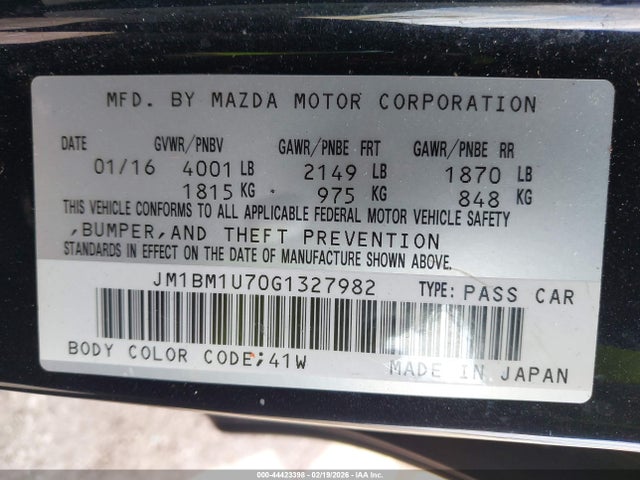 MFD. BY MAZDA MOTOR CORPORATION
DATE GVWR/PNBV GAWR/PNBE FRT GAWR/PNBE RR
01/16 4001 LB 2149 LB 1870 LB
1815 KG 975 KG 848 KG
THIS VEHICLE CONFORMS TO ALL APPLICABLE FEDERAL MOTOR VEHICLE SAFETY
,BUMPER,AND THEFT PREVENTION
STANDARDS IN EFFECT ON THE DATE OF MANUFACTURE SHOWN ABOVE.
JM1BM1U70G1327982 TYPE: PASS CAR
BODY COLOR CODE;41W MADE IN JAPAN
000-44423398 - 02/19/2026 - IAAI, Inc.